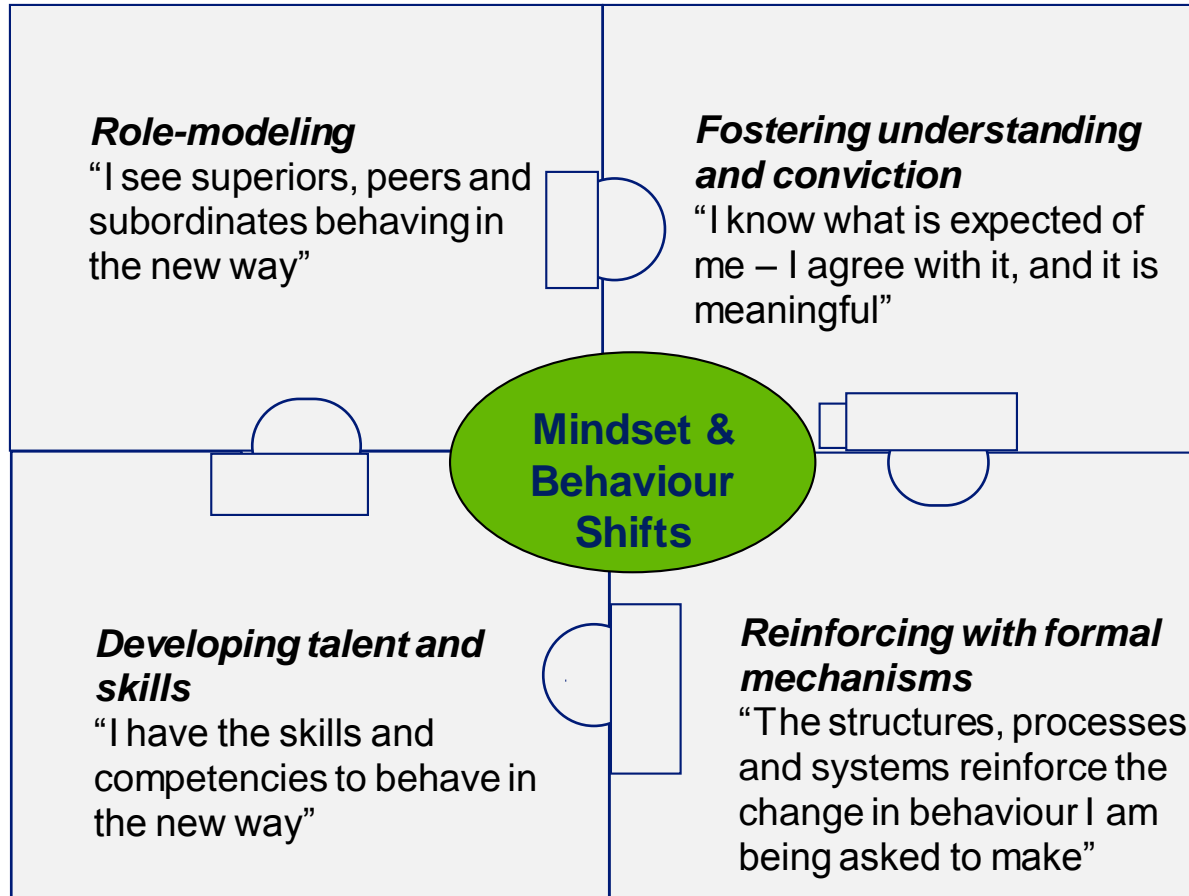 Role-modeling
“I see superiors, peers and
subordinates behaving in
the new way”
Fostering understanding
and conviction
“I know what is expected of
me – I agree with it, and it is
meaningful”
Mindset &
Behaviour
Shifts
Developing talent and
skills
“I have the skills and
competencies to behave in
the new way”
Reinforcing with formal
mechanisms
“The structures, processes
and systems reinforce the
change in behaviour I am
being asked to make”